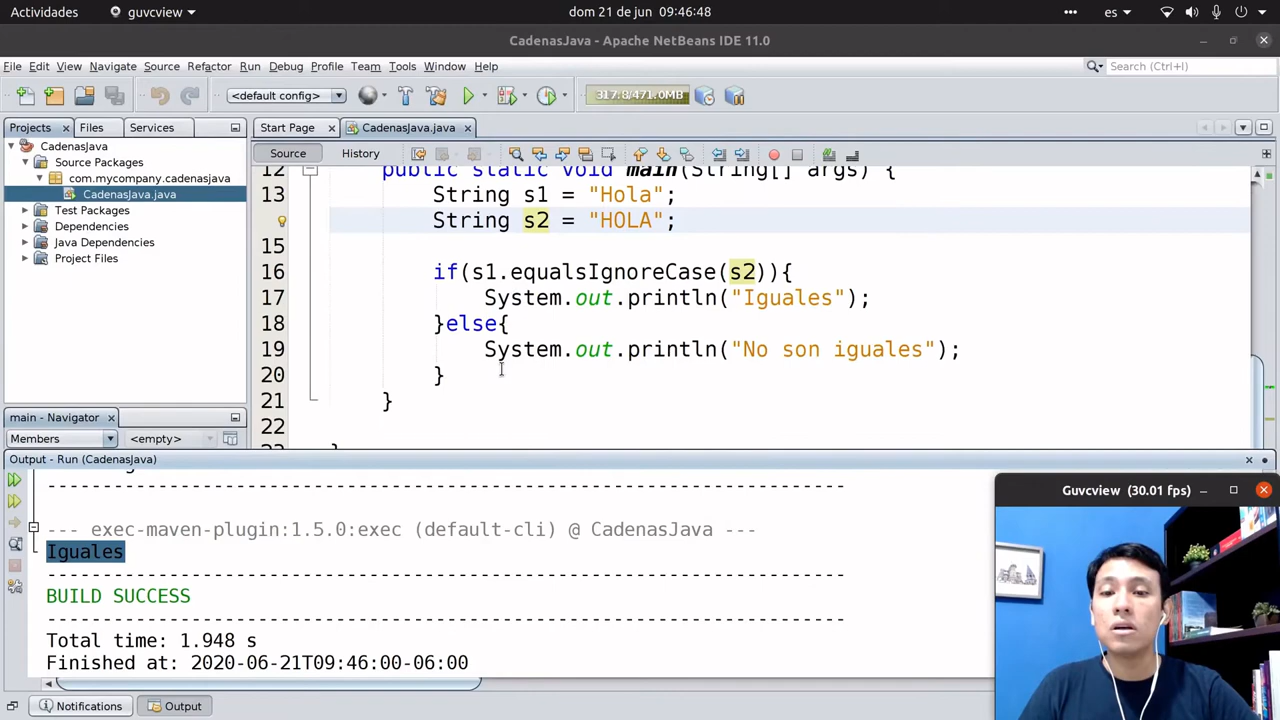 Actividades guvcview dom 21 de jun 09:46:48 es
CadenasJava - Apache NetBeans IDE 11.0
File Edit View Navigate Source Refactor Run Debug Profile Team Tools Window Help Search (Ctrl+I)
<default config> 317.8/471.0MB
Projects Files Services Start Page CadenasJava.java
Source History
CadenasJava
Source Packages
com.mycompany.cadenasjava
CadenasJava.java
Test Packages
Dependencies
Java Dependencies
Project Files
12 public static void main(String[] args) {
13 String s1 = "Hola";
String s2 = "HOLA";
15
16 if(s1.equalsIgnoreCase(s2)){
17 System.out.println("Iguales");
18 }else{
19 System.out.println("No son iguales");
20 }
21 }
22
23 }
main - Navigator
Members <empty>
Output - Run (CadenasJava)
------------------------------------------------------------------------
--- exec-maven-plugin:1.5.0:exec (default-cli) @ CadenasJava ---
Iguales
------------------------------------------------------------------------
BUILD SUCCESS
------------------------------------------------------------------------
Total time: 1.948 s
Finished at: 2020-06-21T09:46:00-06:00
Notifications Output
Guvcview (30.01 fps)